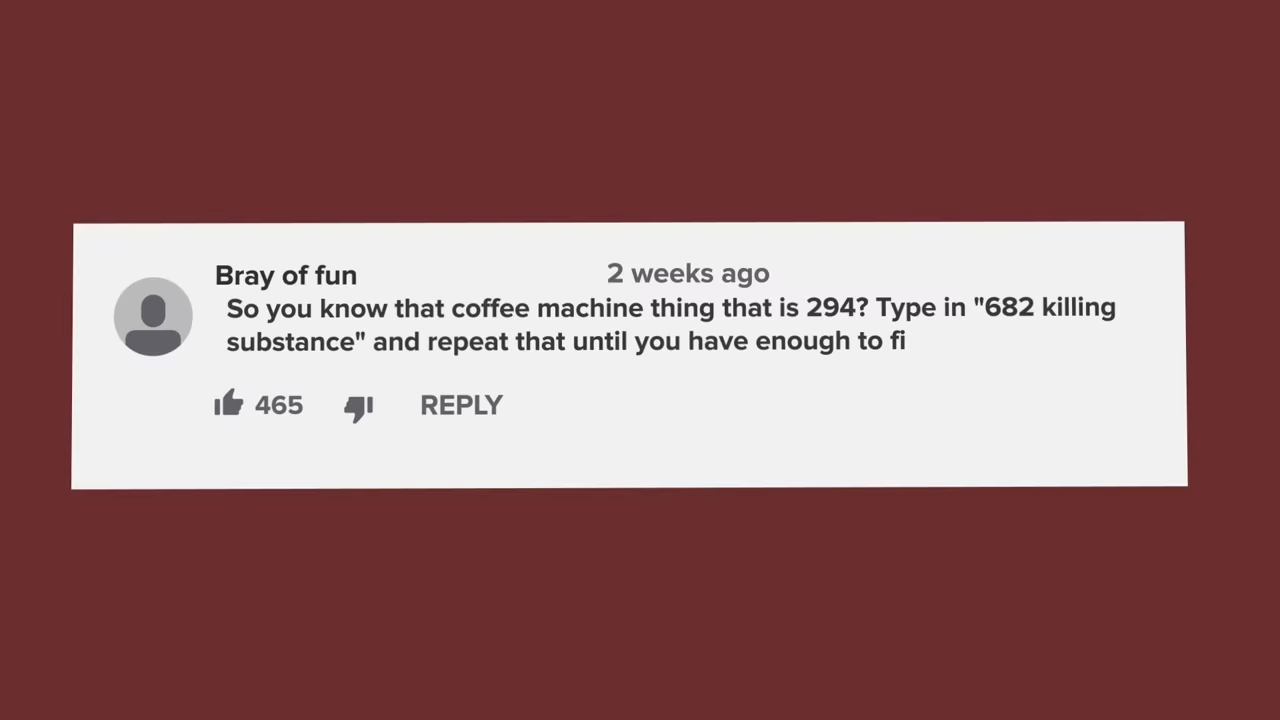 Bray of fun 2 weeks ago
So you know that coffee machine thing that is 294? Type in "682 killing
substance" and repeat that until you have enough to fi
465 REPLY